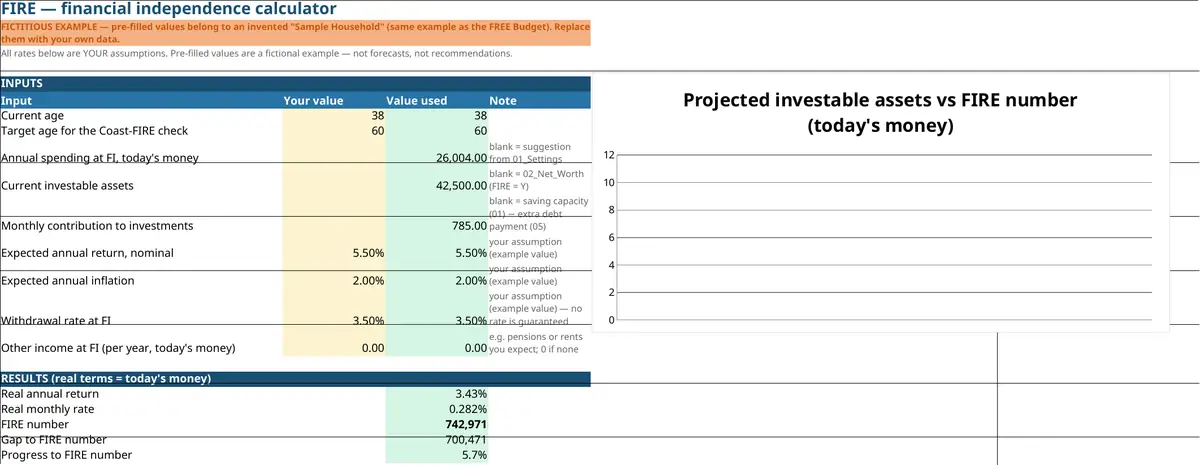 FIRE — financial independence calculator
FICTITIOUS EXAMPLE — pre-filled values belong to an invented "Sample Household" (same example as the FREE Budget). Replace
them with your own data.
All rates below are YOUR assumptions. Pre-filled values are a fictional example — not forecasts, not recommendations.
INPUTS
Input Your value Value used Note
Current age 38 38
Target age for the Coast-FIRE check 60 60
Annual spending at FI, today's money 26,004.00 blank = suggestion
from 01_Settings
Current investable assets 42,500.00 blank = 02_Net_Worth
(FIRE = Y)
Monthly contribution to investments 785.00 blank = saving capacity
(01) − extra debt
payment (05)
Expected annual return, nominal 5.50% 5.50% your assumption
(example value)
Expected annual inflation 2.00% 2.00% your assumption
(example value)
Withdrawal rate at FI 3.50% 3.50% your assumption
(example value) — no
rate is guaranteed
Other income at FI (per year, today's money) 0.00 0.00 e.g. pensions or rents
you expect; 0 if none
RESULTS (real terms = today's money)
Real annual return 3.43%
Real monthly rate 0.282%
FIRE number 742,971
Gap to FIRE number 700,471
Progress to FIRE number 5.7%
Projected investable assets vs FIRE number
(today's money)
12
10
8
6
4
2
0